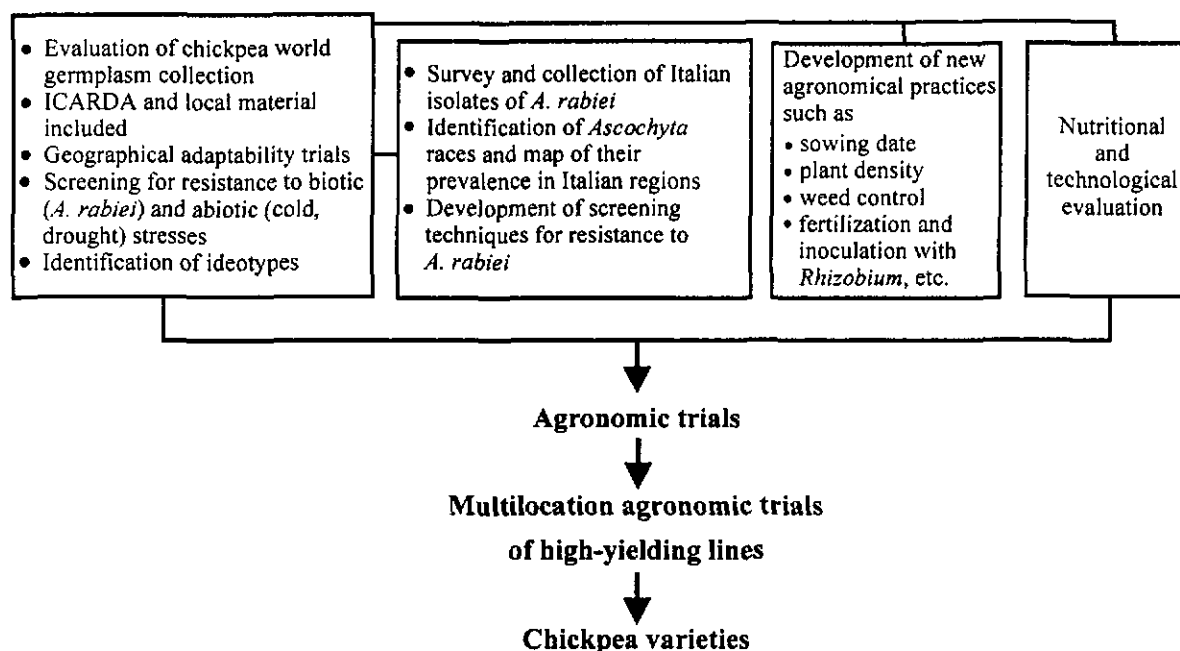 • Evaluation of chickpea world
germplasm collection
• ICARDA and local material
included
• Geographical adaptability trials
• Screening for resistance to biotic
(A. rabiei) and abiotic (cold,
drought) stresses
• Identification of ideotypes
• Survey and collection of Italian
isolates of A. rabiei
• Identification of Ascochyta
races and map of their
prevalence in Italian regions
• Development of screening
techniques for resistance to
A. rabiei
Development of new
agronomical practices
such as
• sowing date
• plant density
• weed control
• fertilization and
inoculation with
Rhizobium, etc.
Nutritional
and
technological
evaluation
Agronomic trials
Multilocation agronomic trials
of high-yielding lines
Chickpea varieties